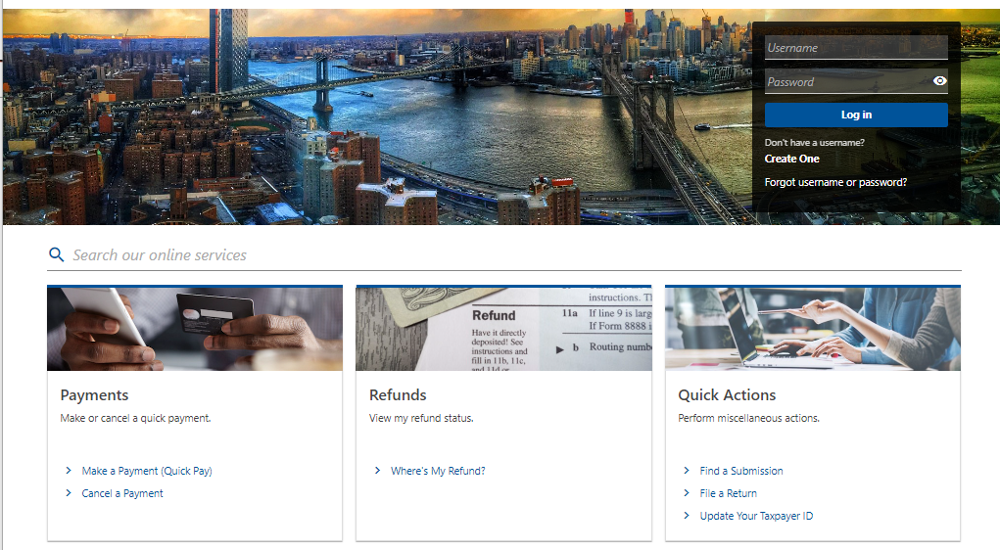 Username
Password
Log in
Don't have a username?
Create One
Forgot username or password?
Search our online services
Refund
Have it directly
deposited! See
instructions and
fill in 11b, 11c,
and 11d or
instructions.
11a If line 9 is larg
If Form 8888 i
b Routing numb
Payments
Make or cancel a quick payment.
Make a Payment (Quick Pay)
Cancel a Payment
Refunds
View my refund status.
Where's My Refund?
Quick Actions
Perform miscellaneous actions.
Find a Submission
File a Return
Update Your Taxpayer ID